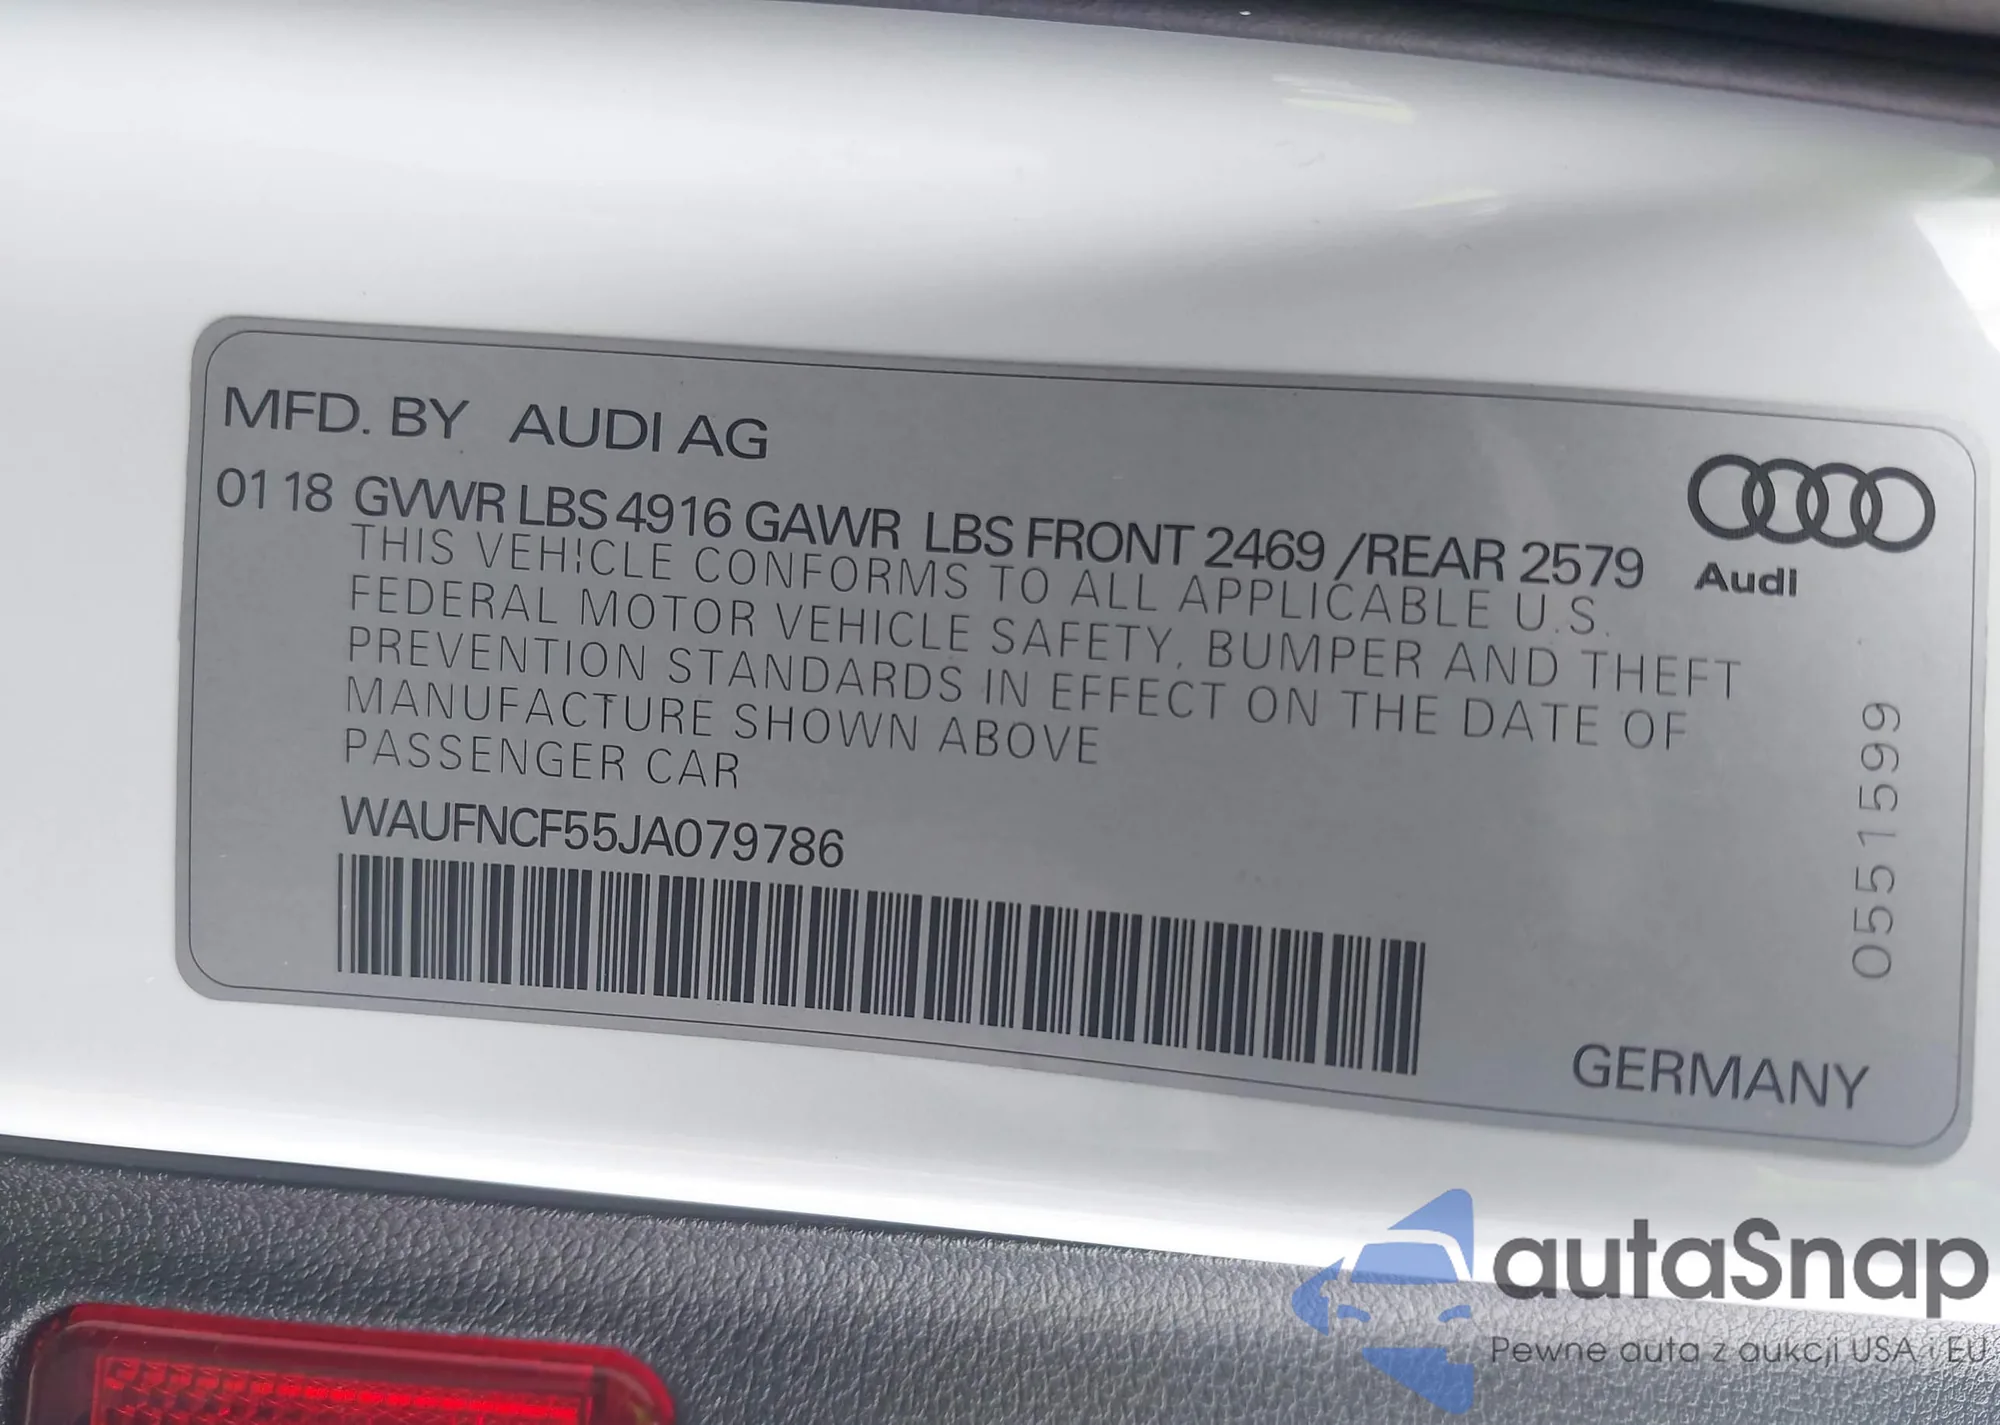 MFD. BY AUDI AG
01 18 GVWR LBS 4916 GAWR LBS FRONT 2469 /REAR 2579
THIS VEHICLE CONFORMS TO ALL APPLICABLE U.S.
FEDERAL MOTOR VEHICLE SAFETY, BUMPER AND THEFT
PREVENTION STANDARDS IN EFFECT ON THE DATE OF
MANUFACTURE SHOWN ABOVE
PASSENGER CAR
WAUFNCF55JA079786
Audi
0551599
GERMANY
autaSnap
Pewne auta z aukcji USA i EU